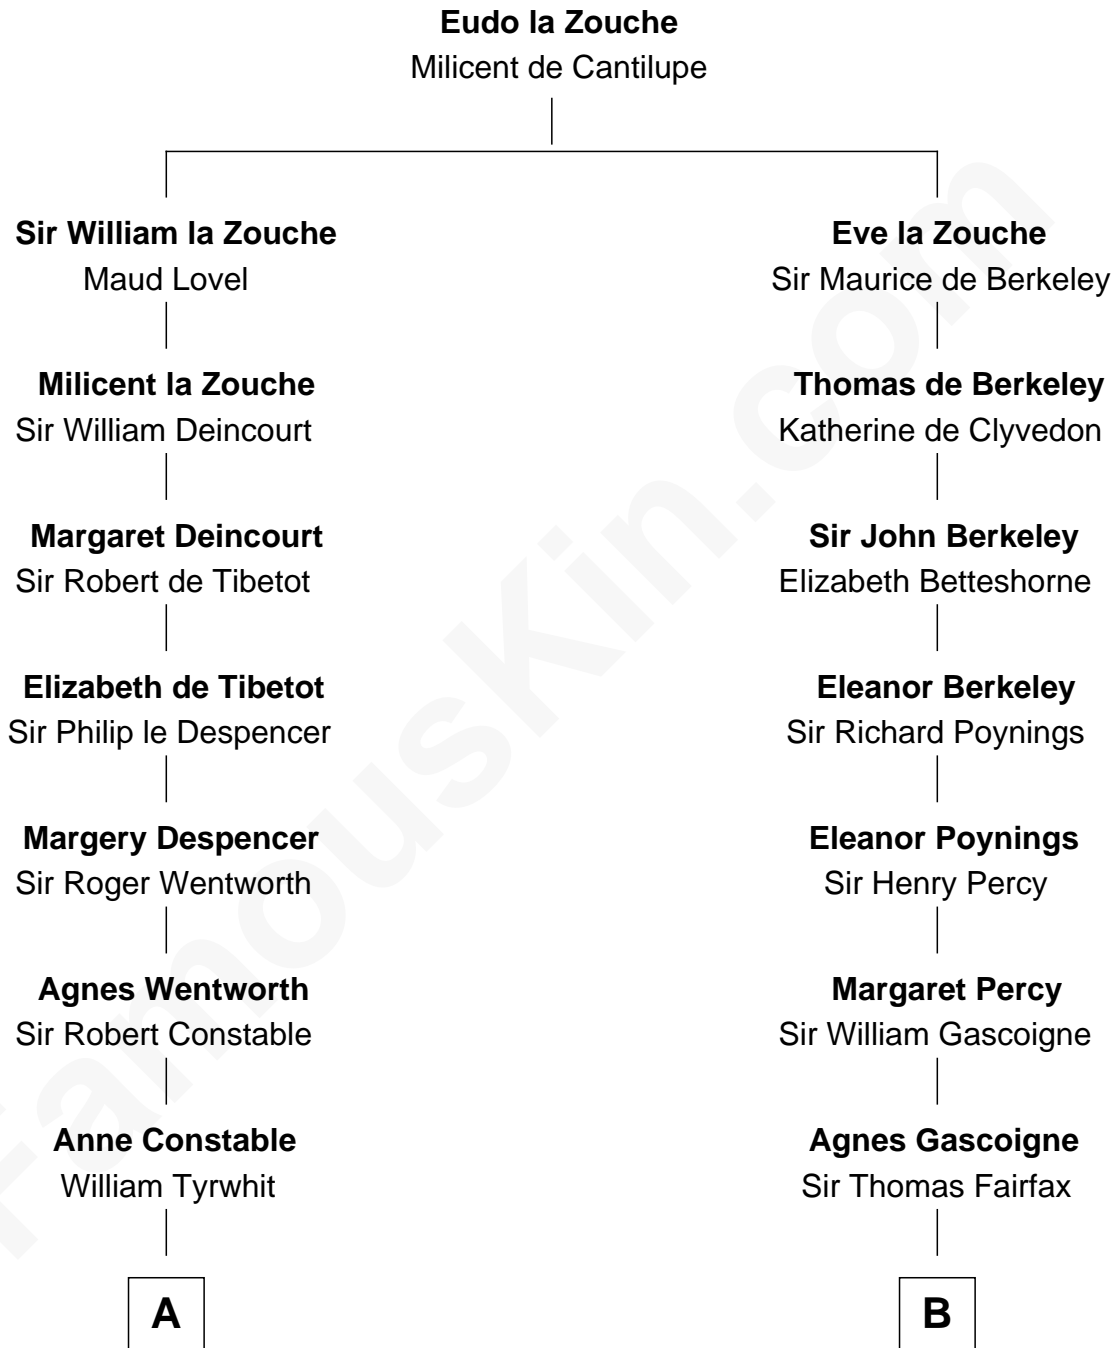 Eudo la Zouche
Milicent de Cantilupe
Sir William la Zouche
Maud Lovel
Milicent la Zouche
Sir William Deincourt
Margaret Deincourt
Sir Robert de Tibetot
Elizabeth de Tibetot
Sir Philip le Despencer
Margery Despencer
Sir Roger Wentworth
Agnes Wentworth
Sir Robert Constable
Anne Constable
William Tyrwhit
A
Eve la Zouche
Sir Maurice de Berkeley
Thomas de Berkeley
Katherine de Clyvedon
Sir John Berkeley
Elizabeth Betteshorne
Eleanor Berkeley
Sir Richard Poynings
Eleanor Poynings
Sir Henry Percy
Margaret Percy
Sir William Gascoigne
Agnes Gascoigne
Sir Thomas Fairfax
B
FamousKin.com